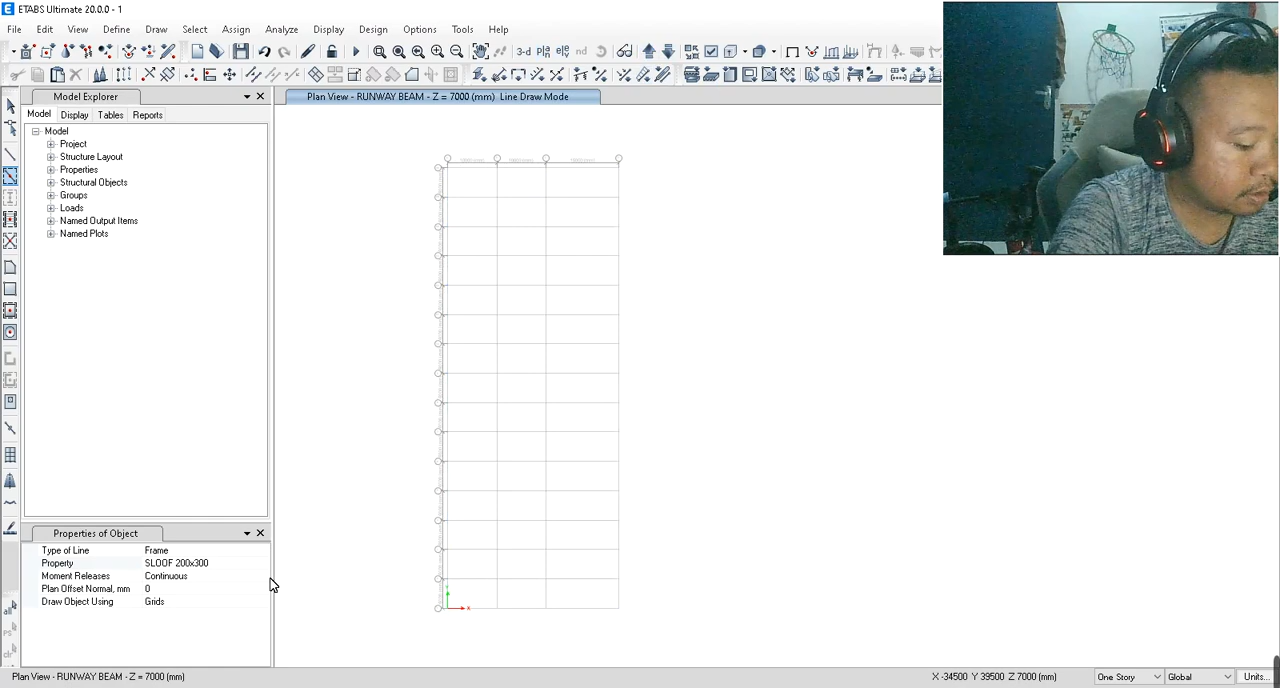 ETABS Ultimate 20.0.0 - 1
File Edit View Define Draw Select Assign Analyze Display Design Options Tools Help
3-d nd
Model Explorer
Plan View - RUNWAY BEAM - Z = 7000 (mm) Line Draw Mode
Model Display Tables Reports
Model
Project
Structure Layout
Properties
Structural Objects
Groups
Loads
Named Output Items
Named Plots
Properties of Object
Type of Line Frame
Property SLOOF 200x300
Moment Releases Continuous
Plan Offset Normal, mm 0
Draw Object Using Grids
X
Plan View - RUNWAY BEAM - Z = 7000 (mm) X -34500 Y 39500 Z 7000 (mm) One Story Global Units...